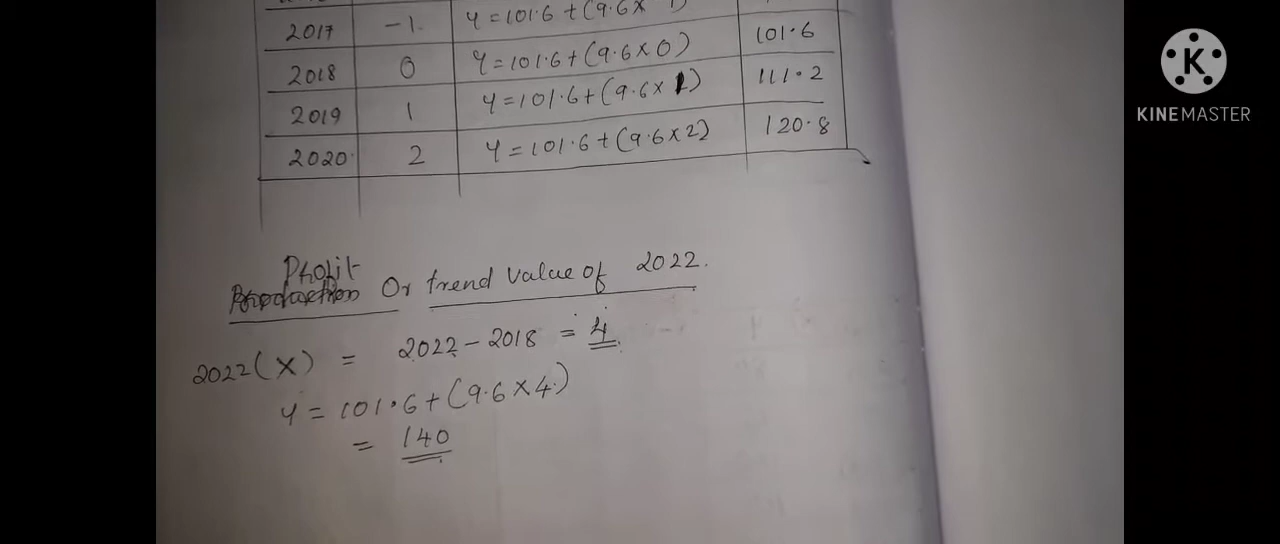 2017 -1. Y=101.6+(9.6×1)
2018 0 Y=101.6+(9.6×0) 101.6
2019 1 Y=101.6+(9.6×1) 111.2
2020 2 Y=101.6+(9.6×2) 120.8
Profit
Production Or trend value of 2022.
2022(X) = 2022-2018 = 4.
Y=101.6+(9.6×4)
= 140
K
KINEMASTER